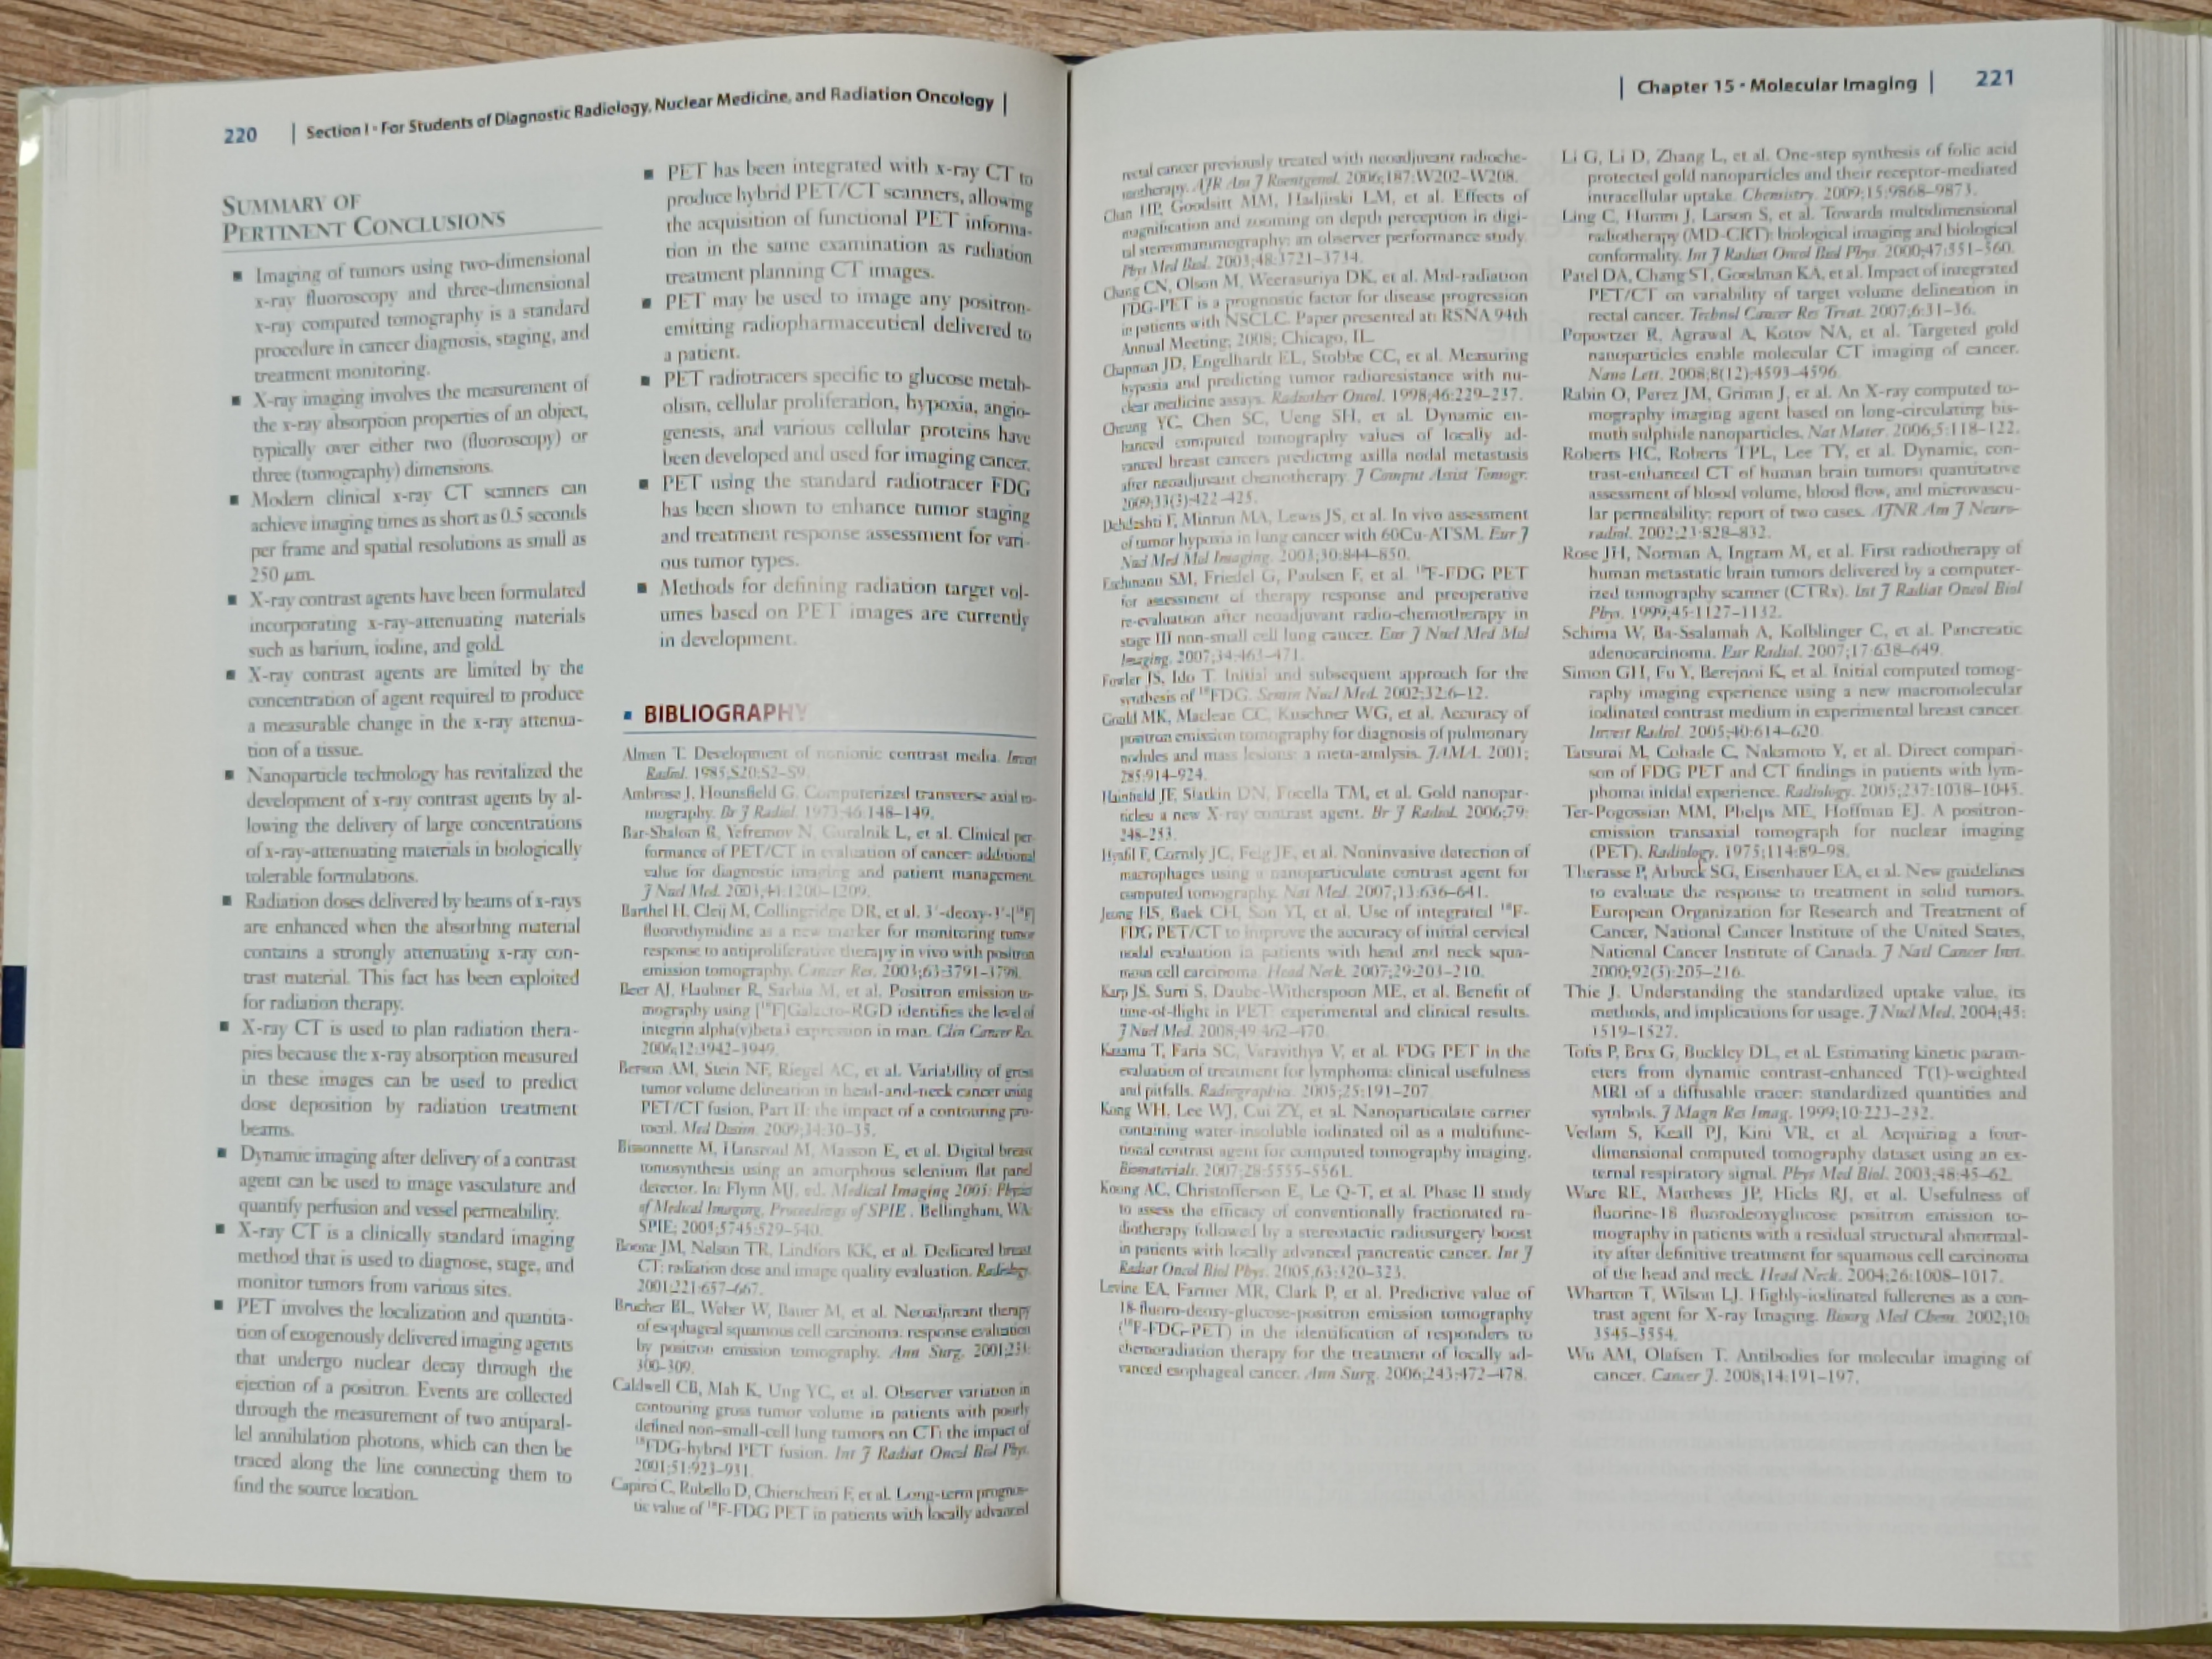 220 | Section I • For Students of Diagnostic Radiology, Nuclear Medicine, and Radiation Oncology |
SUMMARY OF
PERTINENT CONCLUSIONS
▪ Imaging of tumors using two-dimensional
x-ray fluoroscopy and three-dimensional
x-ray computed tomography is a standard
procedure in cancer diagnosis, staging, and
treatment monitoring.
▪ X-ray imaging involves the measurement of
the x-ray absorption properties of an object,
typically over either two (fluoroscopy) or
three (tomography) dimensions.
▪ Modern clinical x-ray CT scanners can
achieve imaging times as short as 0.5 seconds
per frame and spatial resolutions as small as
250 μm.
▪ X-ray contrast agents have been formulated
incorporating x-ray-attenuating materials
such as barium, iodine, and gold.
▪ X-ray contrast agents are limited by the
concentration of agent required to produce
a measurable change in the x-ray attenua-
tion of a tissue.
▪ Nanoparticle technology has revitalized the
development of x-ray contrast agents by al-
lowing the delivery of large concentrations
of x-ray-attenuating materials in biologically
tolerable formulations.
▪ Radiation doses delivered by beams of x-rays
are enhanced when the absorbing material
contains a strongly attenuating x-ray con-
trast material. This fact has been exploited
for radiation therapy.
▪ X-ray CT is used to plan radiation thera-
pies because the x-ray absorption measured
in these images can be used to predict
dose deposition by radiation treatment
beams.
▪ Dynamic imaging after delivery of a contrast
agent can be used to image vasculature and
quantify perfusion and vessel permeability.
▪ X-ray CT is a clinically standard imaging
method that is used to diagnose, stage, and
monitor tumors from various sites.
▪ PET involves the localization and quantita-
tion of exogenously delivered imaging agents
that undergo nuclear decay through the
ejection of a positron. Events are collected
through the measurement of two antiparal-
lel annihilation photons, which can then be
traced along the line connecting them to
find the source location.
▪ PET has been integrated with x-ray CT to
produce hybrid PET/CT scanners, allowing
the acquisition of functional PET informa-
tion in the same examination as radiation
treatment planning CT images.
▪ PET may be used to image any positron-
emitting radiopharmaceutical delivered to
a patient.
▪ PET radiotracers specific to glucose metab-
olism, cellular proliferation, hypoxia, angio-
genesis, and various cellular proteins have
been developed and used for imaging cancer.
▪ PET using the standard radiotracer FDG
has been shown to enhance tumor staging
and treatment response assessment for vari-
ous tumor types.
▪ Methods for defining radiation target vol-
umes based on PET images are currently
in development.
▪ BIBLIOGRAPHY
Almen T. Development of nonionic contrast media. Invest
Radiol. 1985;S20:S2–S9.
Ambrose J, Hounsfield G. Computerized transverse axial to-
mography. Br J Radiol. 1973;46:148–149.
Bar-Shalom R, Yefremov N, Guralnik L, et al. Clinical per-
formance of PET/CT in evaluation of cancer: additional
value for diagnostic imaging and patient management.
J Nucl Med. 2003;44:1200–1209.
Barthel H, Cleij M, Collingridge DR, et al. 3'-deoxy-3'-[18F]
fluorothymidine as a new marker for monitoring tumor
response to antiproliferative therapy in vivo with positron
emission tomography. Cancer Res. 2003;63:3791–3798.
Beer AJ, Haubner R, Sarbia M, et al. Positron emission to-
mography using [18F]Galacto-RGD identifies the level of
integrin alpha(v)beta3 expression in man. Clin Cancer Res.
2006;12:3942–3949.
Berson AM, Stein NF, Riegel AC, et al. Variability of gross
tumor volume delineation in head-and-neck cancer using
PET/CT fusion, Part II: the impact of a contouring pro-
tocol. Med Dosim. 2009;34:30–35.
Bissonnette M, Hansroul M, Masson E, et al. Digital breast
tomosynthesis using an amorphous selenium flat panel
detector. In: Flynn MJ, ed. Medical Imaging 2005: Physics
of Medical Imaging, Proceedings of SPIE. Bellingham, WA:
SPIE; 2005;5745:529–540.
Boone JM, Nelson TR, Lindfors KK, et al. Dedicated breast
CT: radiation dose and image quality evaluation. Radiology.
2001;221:657–667.
Brucher BL, Weber W, Bauer M, et al. Neoadjuvant therapy
of esophageal squamous cell carcinoma: response evaluation
by positron emission tomography. Ann Surg. 2001;233:
300–309.
Caldwell CB, Mah K, Ung YC, et al. Observer variation in
contouring gross tumor volume in patients with poorly
defined non-small-cell lung tumors on CT: the impact of
18FDG-hybrid PET fusion. Int J Radiat Oncol Biol Phys.
2001;51:923–931.
Capirci C, Rubello D, Chierichetti F, et al. Long-term prognos-
tic value of 18F-FDG PET in patients with locally advanced
| Chapter 15 • Molecular Imaging | 221
rectal cancer previously treated with neoadjuvant radioche-
motherapy. AJR Am J Roentgenol. 2006;187:W202–W208.
Chan HP, Goodsitt MM, Hadjiiski LM, et al. Effects of
magnification and zooming on depth perception in digi-
tal stereomammography: an observer performance study.
Phys Med Biol. 2003;48:3721–3734.
Chang CN, Olson M, Weerasuriya DK, et al. Mid-radiation
FDG-PET is a prognostic factor for disease progression
in patients with NSCLC. Paper presented at: RSNA 94th
Annual Meeting; 2008; Chicago, IL.
Chapman JD, Engelhardt EL, Stobbe CC, et al. Measuring
hypoxia and predicting tumor radioresistance with nu-
clear medicine assays. Radiother Oncol. 1998;46:229–237.
Cheung YC, Chen SC, Ueng SH, et al. Dynamic en-
hanced computed tomography values of locally ad-
vanced breast cancers predicting axilla nodal metastasis
after neoadjuvant chemotherapy. J Comput Assist Tomogr.
2009;33(3):422–425.
Dehdashti F, Mintun MA, Lewis JS, et al. In vivo assessment
of tumor hypoxia in lung cancer with 60Cu-ATSM. Eur J
Nucl Med Mol Imaging. 2003;30:844–850.
Eschmann SM, Friedel G, Paulsen F, et al. 18F-FDG PET
for assessment of therapy response and preoperative
re-evaluation after neoadjuvant radio-chemotherapy in
stage III non-small cell lung cancer. Eur J Nucl Med Mol
Imaging. 2007;34:463–471.
Fowler JS, Ido T. Initial and subsequent approach for the
synthesis of 18FDG. Semin Nucl Med. 2002;32:6–12.
Gould MK, Maclean CC, Kuschner WG, et al. Accuracy of
positron emission tomography for diagnosis of pulmonary
nodules and mass lesions: a meta-analysis. JAMA. 2001;
285:914–924.
Hainfield JF, Slatkin DN, Focella TM, et al. Gold nanopar-
ticles: a new X-ray contrast agent. Br J Radiol. 2006;79:
248–253.
Hyafil F, Cornily JC, Feig JE, et al. Noninvasive detection of
macrophages using a nanoparticulate contrast agent for
computed tomography. Nat Med. 2007;13:636–641.
Jeong HS, Baek CH, Son YI, et al. Use of integrated 18F-
FDG PET/CT to improve the accuracy of initial cervical
nodal evaluation in patients with head and neck squa-
mous cell carcinoma. Head Neck. 2007;29:203–210.
Karp JS, Surti S, Daube-Witherspoon ME, et al. Benefit of
time-of-flight in PET: experimental and clinical results.
J Nucl Med. 2008;49:462–470.
Kazama T, Faria SC, Varavithya V, et al. FDG PET in the
evaluation of treatment for lymphoma: clinical usefulness
and pitfalls. Radiographics. 2005;25:191–207.
Kong WH, Lee WJ, Cui ZY, et al. Nanoparticulate carrier
containing water-insoluble iodinated oil as a multifunc-
tional contrast agent for computed tomography imaging.
Biomaterials. 2007;28:5555–5561.
Koong AC, Christofferson E, Le Q-T, et al. Phase II study
to assess the efficacy of conventionally fractionated ra-
diotherapy followed by a stereotactic radiosurgery boost
in patients with locally advanced pancreatic cancer. Int J
Radiat Oncol Biol Phys. 2005;63:320–323.
Levine EA, Farmer MR, Clark P, et al. Predictive value of
18-fluoro-deoxy-glucose-positron emission tomography
(18F-FDG-PET) in the identification of responders to
chemoradiation therapy for the treatment of locally ad-
vanced esophageal cancer. Ann Surg. 2006;243:472–478.
Li G, Li D, Zhang L, et al. One-step synthesis of folic acid
protected gold nanoparticles and their receptor-mediated
intracellular uptake. Chemistry. 2009;15:9868–9873.
Ling C, Humm J, Larson S, et al. Towards multidimensional
radiotherapy (MD-CRT): biological imaging and biological
conformality. Int J Radiat Oncol Biol Phys. 2000;47:551–560.
Patel DA, Chang ST, Goodman KA, et al. Impact of integrated
PET/CT on variability of target volume delineation in
rectal cancer. Technol Cancer Res Treat. 2007;6:31–36.
Popovtzer R, Agrawal A, Kotov NA, et al. Targeted gold
nanoparticles enable molecular CT imaging of cancer.
Nano Lett. 2008;8(12):4593–4596.
Rabin O, Perez JM, Grimm J, et al. An X-ray computed to-
mography imaging agent based on long-circulating bis-
muth sulphide nanoparticles. Nat Mater. 2006;5:118–122.
Roberts HC, Roberts TPL, Lee TY, et al. Dynamic, con-
trast-enhanced CT of human brain tumors: quantitative
assessment of blood volume, blood flow, and microvascu-
lar permeability: report of two cases. AJNR Am J Neuro-
radiol. 2002;23:828–832.
Rose JH, Norman A, Ingram M, et al. First radiotherapy of
human metastatic brain tumors delivered by a computer-
ized tomography scanner (CTRx). Int J Radiat Oncol Biol
Phys. 1999;45:1127–1132.
Schima W, Ba-Ssalamah A, Kolblinger C, et al. Pancreatic
adenocarcinoma. Eur Radiol. 2007;17:638–649.
Simon GH, Fu Y, Berejnoi K, et al. Initial computed tomog-
raphy imaging experience using a new macromolecular
iodinated contrast medium in experimental breast cancer.
Invest Radiol. 2005;40:614–620.
Tatsumi M, Cohade C, Nakamoto Y, et al. Direct compari-
son of FDG PET and CT findings in patients with lym-
phoma: initial experience. Radiology. 2005;237:1038–1045.
Ter-Pogossian MM, Phelps ME, Hoffman EJ. A positron-
emission transaxial tomograph for nuclear imaging
(PET). Radiology. 1975;114:89–98.
Therasse P, Arbuck SG, Eisenhauer EA, et al. New guidelines
to evaluate the response to treatment in solid tumors.
European Organization for Research and Treatment of
Cancer, National Cancer Institute of the United States,
National Cancer Institute of Canada. J Natl Cancer Inst.
2000;92(3):205–216.
Thie J. Understanding the standardized uptake value, its
methods, and implications for usage. J Nucl Med. 2004;45:
1519–1527.
Tofts P, Brix G, Buckley DL, et al. Estimating kinetic param-
eters from dynamic contrast-enhanced T(1)-weighted
MRI of a diffusable tracer: standardized quantities and
symbols. J Magn Res Imag. 1999;10:223–232.
Vedam S, Keall PJ, Kini VR, et al. Acquiring a four-
dimensional computed tomography dataset using an ex-
ternal respiratory signal. Phys Med Biol. 2003;48:45–62.
Ware RE, Matthews JP, Hicks RJ, et al. Usefulness of
fluorine-18 fluorodeoxyglucose positron emission to-
mography in patients with a residual structural abnormal-
ity after definitive treatment for squamous cell carcinoma
of the head and neck. Head Neck. 2004;26:1008–1017.
Wharton T, Wilson LJ. Highly-iodinated fullerenes as a con-
trast agent for X-ray Imaging. Bioorg Med Chem. 2002;10:
3545–3554.
Wu AM, Olafsen T. Antibodies for molecular imaging of
cancer. Cancer J. 2008;14:191–197.